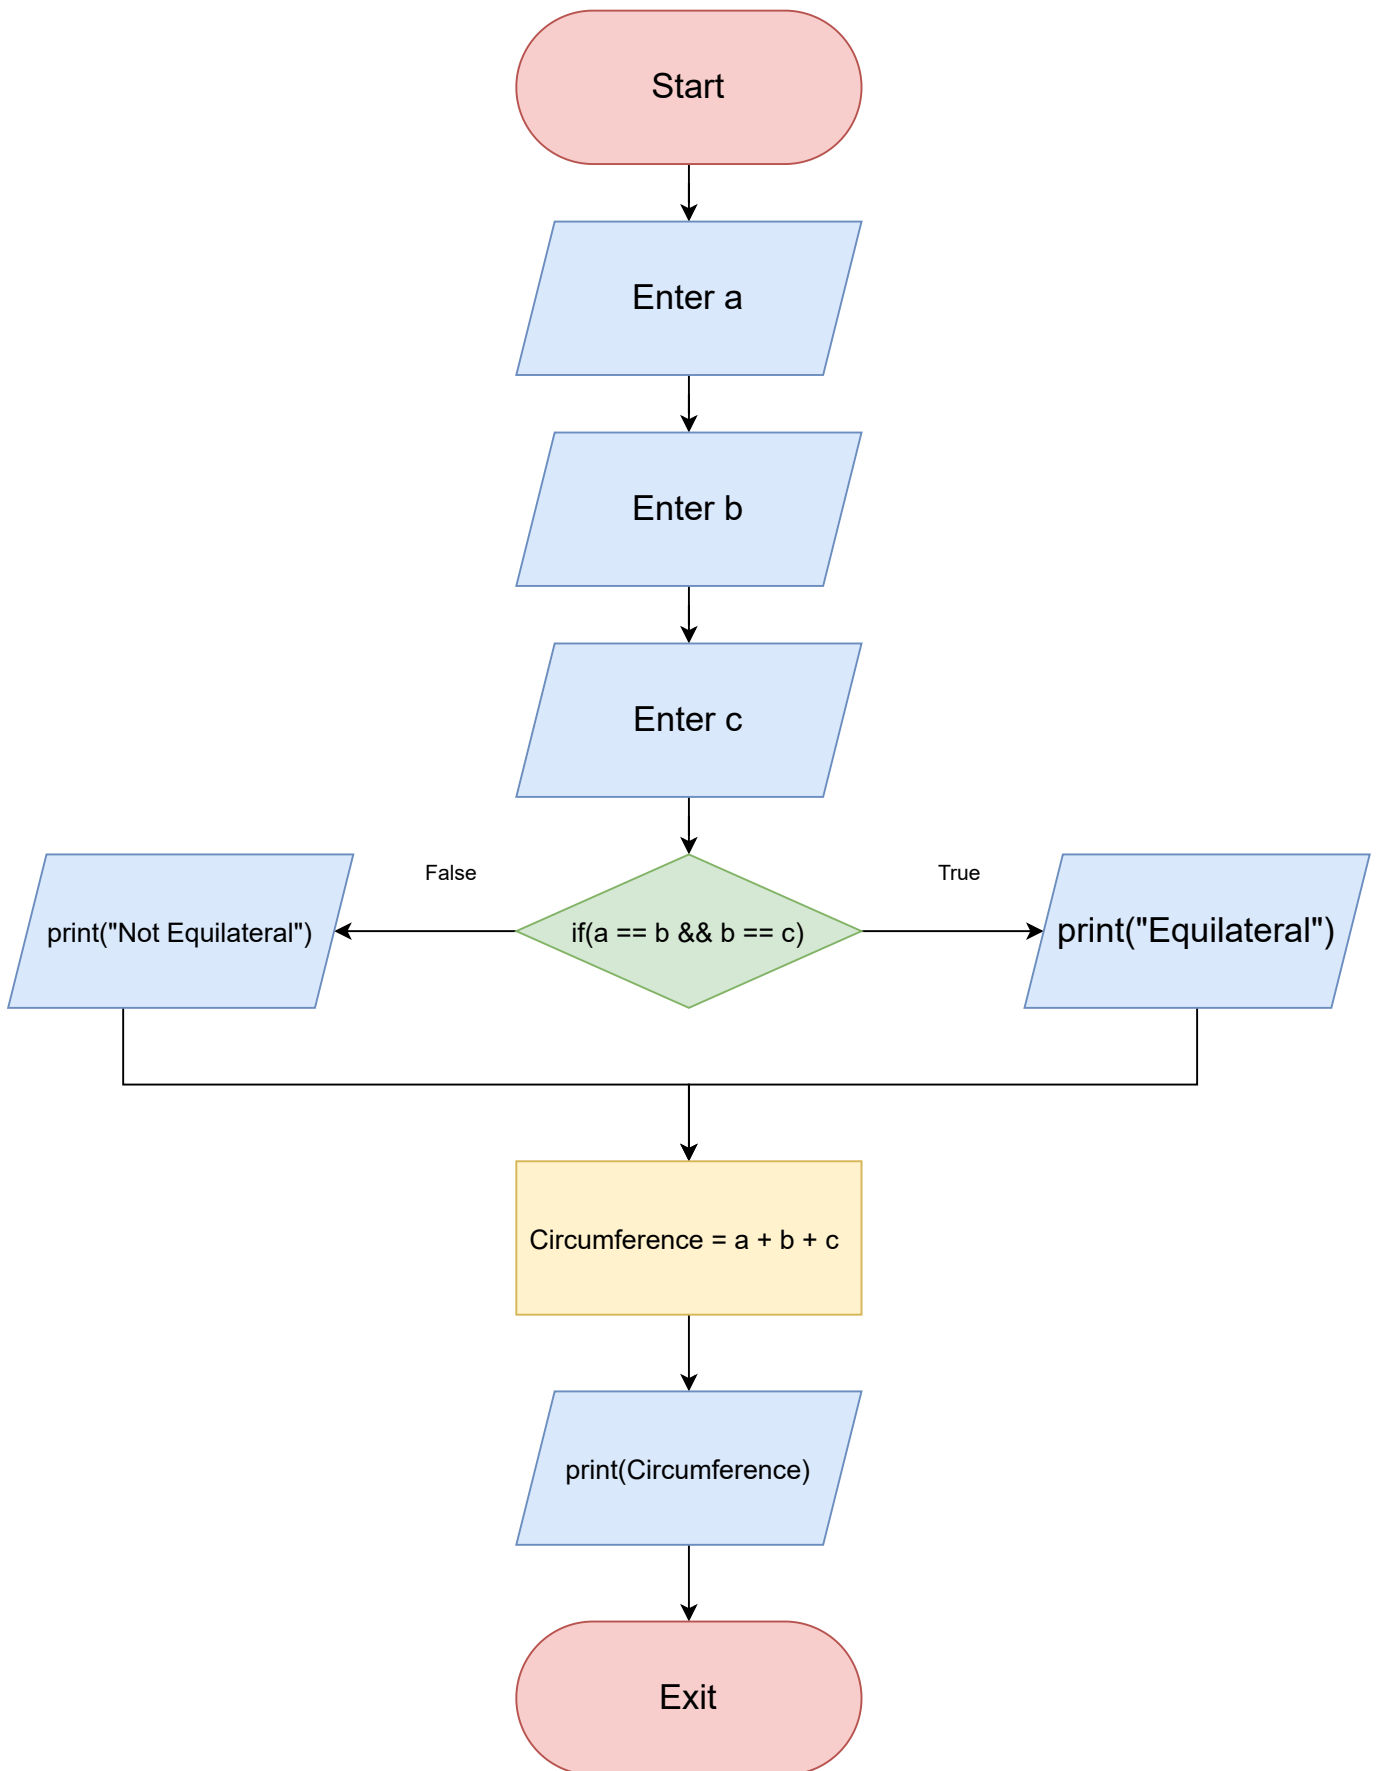 Start
Enter a
Enter b
Enter c
False
True
print("Not Equilateral")
if(a == b && b == c)
print("Equilateral")
Circumference = a + b + c
print(Circumference)
Exit